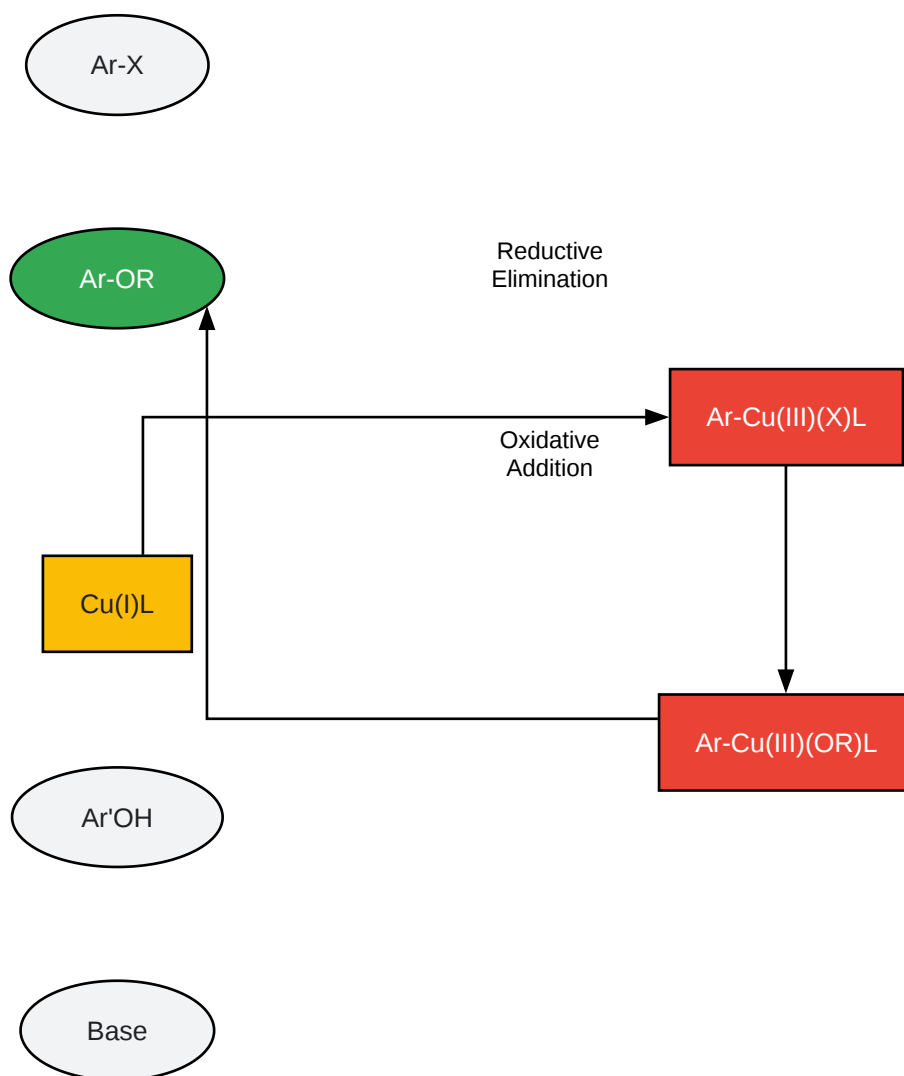 Ar-X
Ar-OR
Reductive
Elimination
Ar-Cu(III)(X)L
Oxidative
Addition
Cu(I)L
Ar-Cu(III)(OR)L
Ar'OH
Base